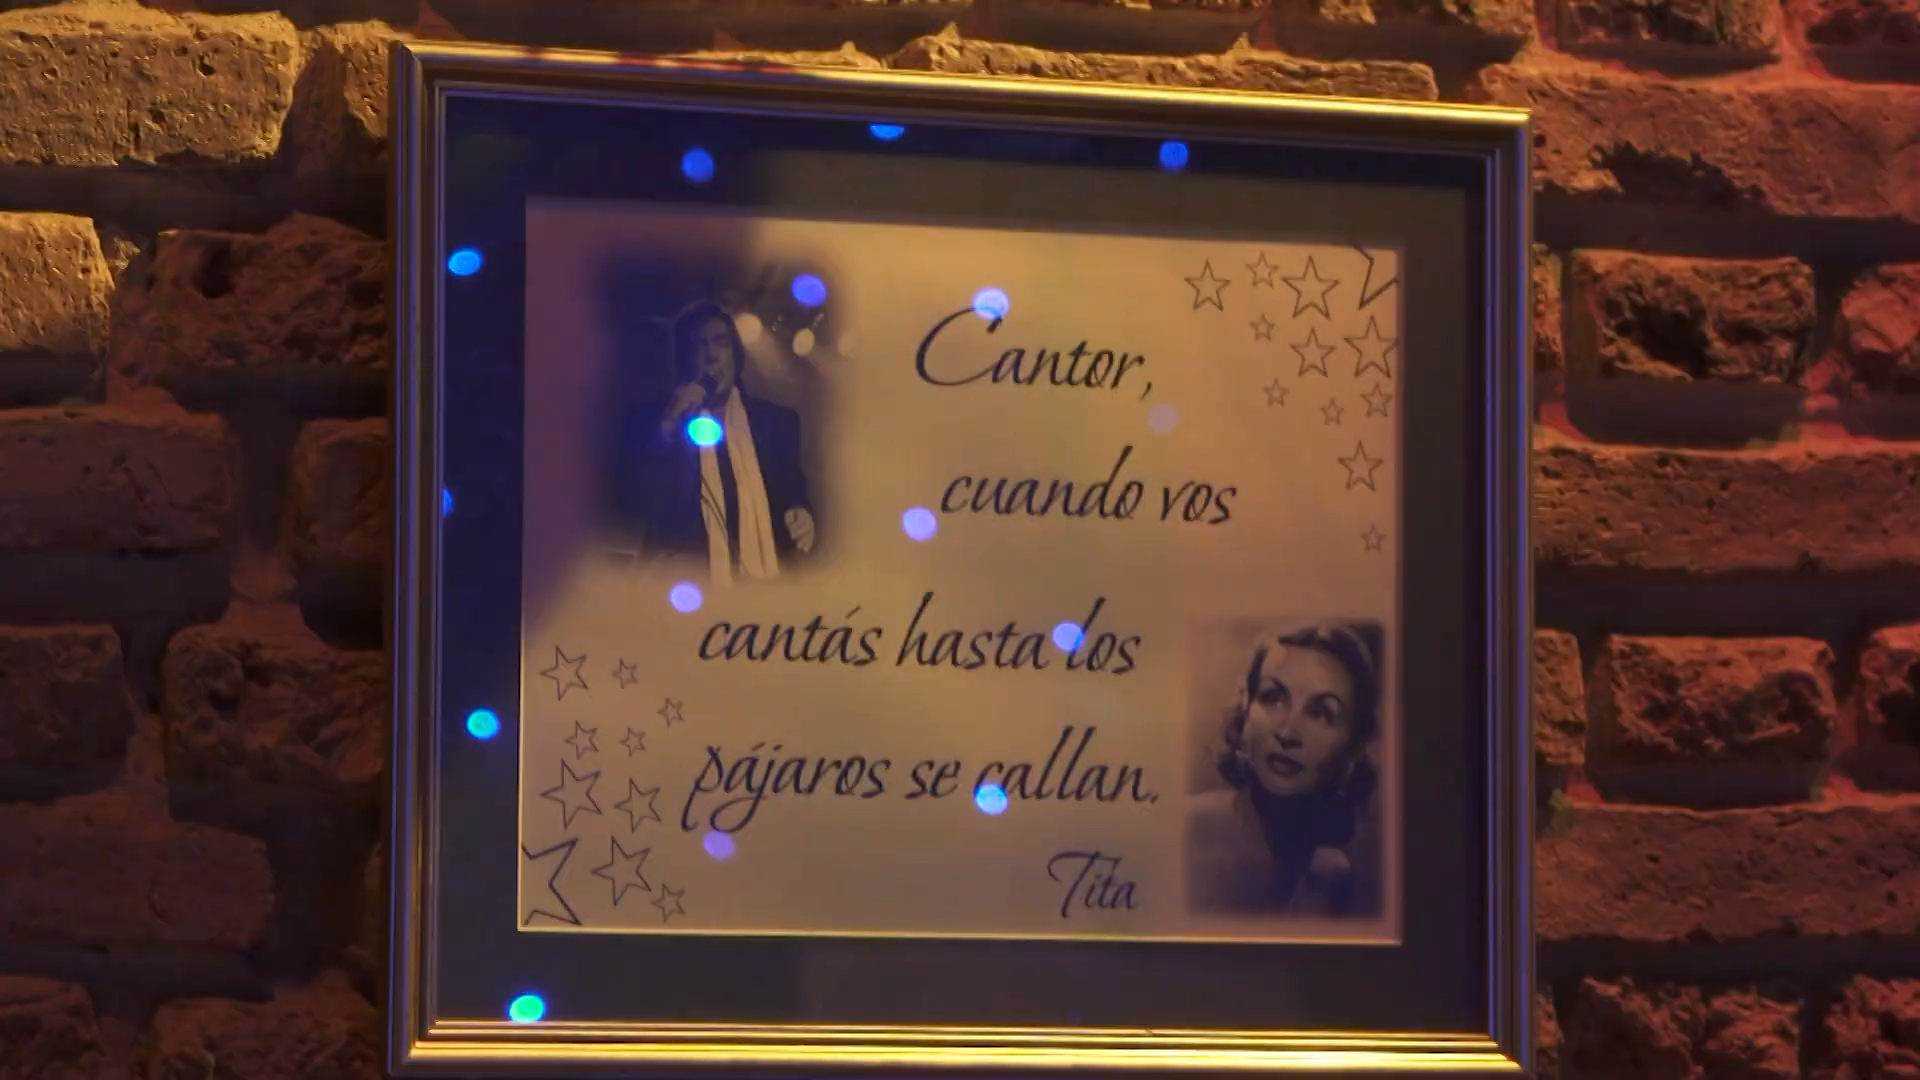 Cantor,
cuando vos
cantás hasta los
pájaros se callan.
Tita